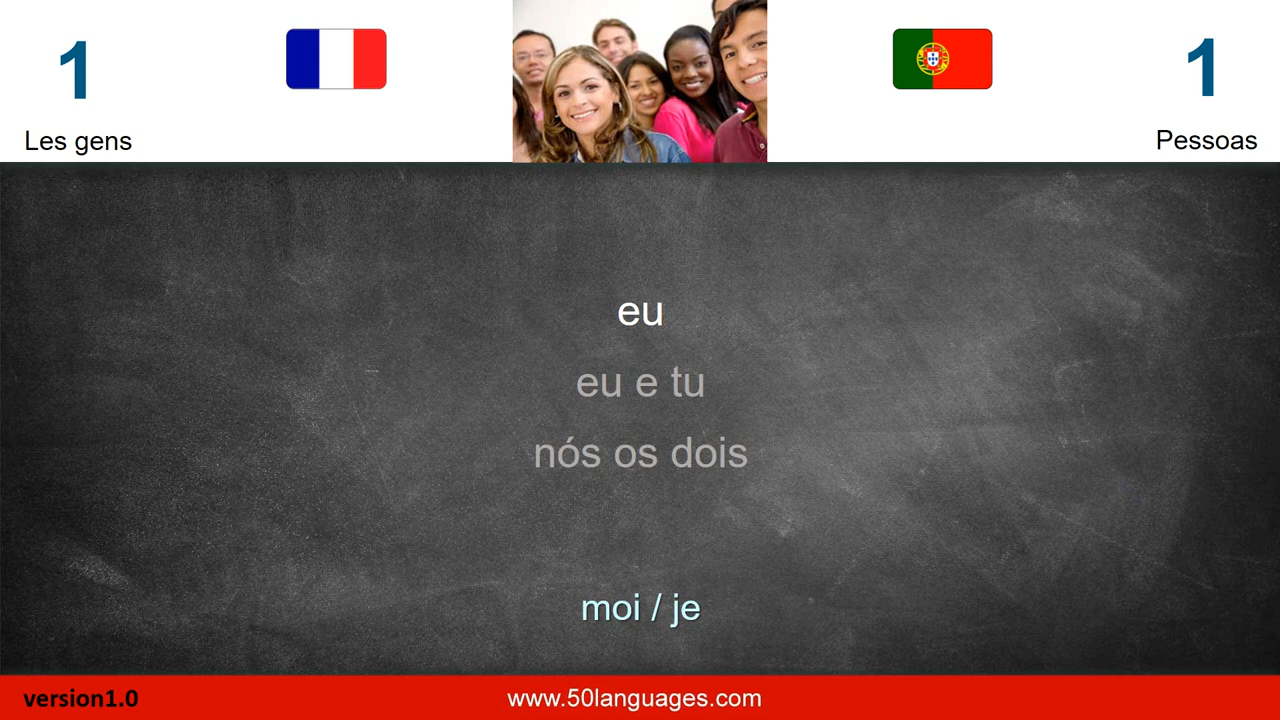 1
1
Les gens
Pessoas
eu
eu e tu
nós os dois
moi / je
version1.0
www.50languages.com